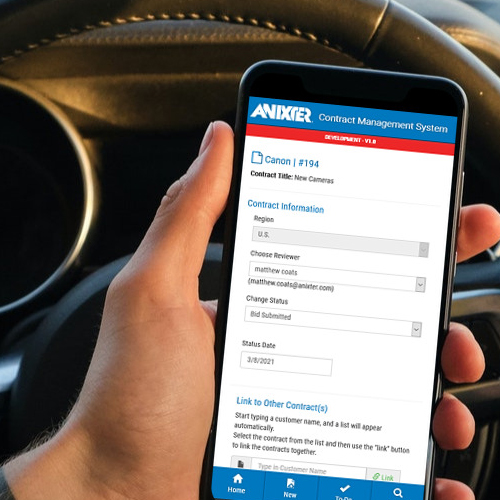 ANIXTER Contract Management System
DEVELOPMENT - V1.0
Canon | #194
Contract Title: New Cameras
Contract Information
Region
U.S.
Choose Reviewer
matthew coats
(matthew.coats@anixter.com)
Change Status
Bid Submitted
Status Date
3/8/2021
Link to Other Contract(s)
Start typing a customer name, and a list will appear
automatically.
Select the contract from the list and then use the "link" button
to link the contracts together.
Type in Customer Name Link
Home New To-Do